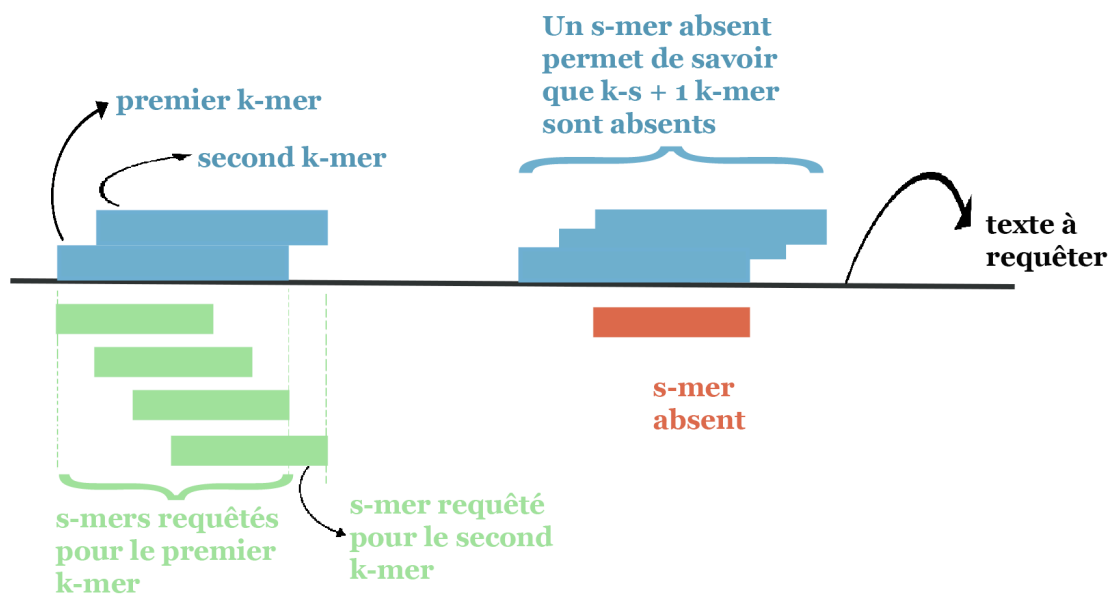 Un s-mer absent
permet de savoir
que k-s + 1 k-mer
sont absents
premier k-mer
second k-mer
texte à
requêter
s-mer
absent
s-mers requêtés
pour le premier
k-mer
s-mer requêté
pour le second
k-mer